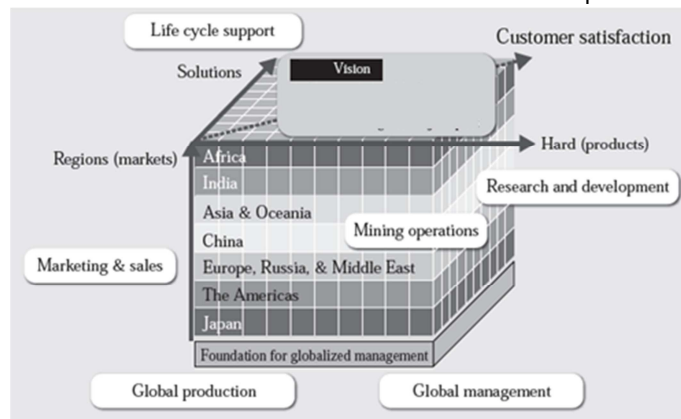 Life cycle support
Customer satisfaction
Solutions
Vision
Regions (markets)
Hard (products)
Africa
India
Research and development
Asia & Oceania
Mining operations
China
Marketing & sales
Europe, Russia, & Middle East
The Americas
Japan
Foundation for globalized management
Global production
Global management